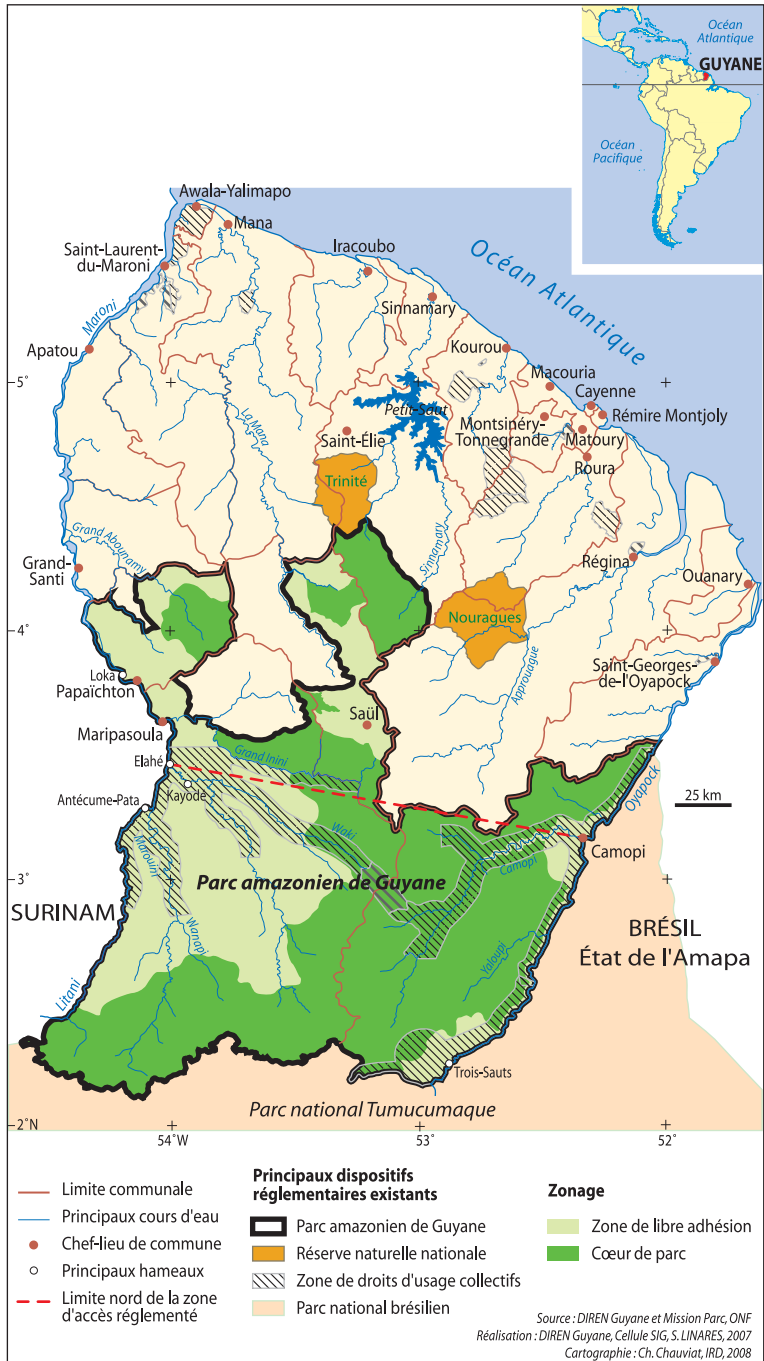 Océan
Atlantique
GUYANE
Océan
Pacifique
Awala-Yalimapo
Mana
Saint-Laurent-
du-Maroni
Iracoubo
Océan Atlantique
Sinnamary
Maroni
Apatou
Kourou
Macouria
5°
Cayenne
Petit-Saut
Rémire Montjoly
La Mana
Montsinéry-
Tonnegrande
Matoury
Saint-Élie
Roura
Trinité
Grand Abounamy
Sinnamary
Grand-
Santi
Régina
Ouanary
Nouragues
4°
Approuague
Saint-Georges-
de-l'Oyapock
Loka
Papaïchton
Saül
Maripasoula
Grand Inini
Elahé
Kayodé
Antécume-Pata
Oyapock
25 km
Waki
Camopi
Marouini
Camopi
3°
Parc amazonien de Guyane
SURINAM
Wanapi
BRÉSIL
État de l'Amapa
Yaloupi
Litani
Trois-Sauts
Parc national Tumucumaque
2°N
54°W
53°
52°
Limite communale
Principaux cours d'eau
Chef-lieu de commune
Principaux hameaux
Limite nord de la zone
d'accès réglementé
Principaux dispositifs
réglementaires existants
Parc amazonien de Guyane
Réserve naturelle nationale
Zone de droits d'usage collectifs
Parc national brésilien
Zonage
Zone de libre adhésion
Cœur de parc
Source : DIREN Guyane et Mission Parc, ONF
Réalisation : DIREN Guyane, Cellule SIG, S. LINARES, 2007
Cartographie : Ch. Chauviat, IRD, 2008